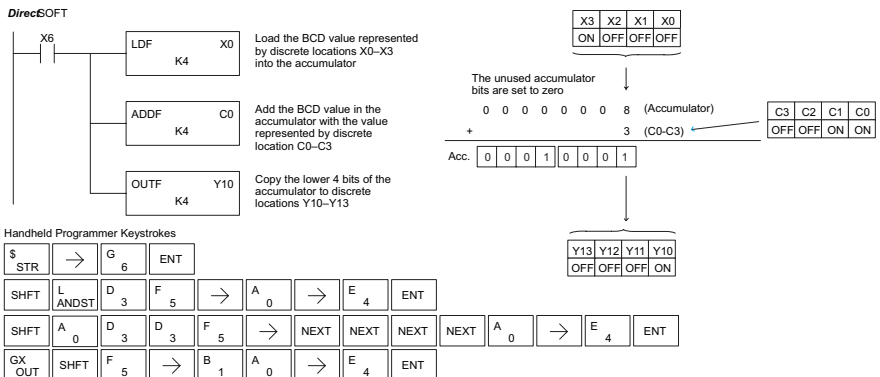 DirectSOFT
X6
LDF X0
K4
Load the BCD value represented
by discrete locations X0–X3
into the accumulator
ADDF C0
K4
Add the BCD value in the
accumulator with the value
represented by discrete
location C0–C3
OUTF Y10
K4
Copy the lower 4 bits of the
accumulator to discrete
locations Y10–Y13
X3 X2 X1 X0
ON OFF OFF OFF
The unused accumulator
bits are set to zero
0 0 0 0 0 0 0 8 (Accumulator)
+ 3 (C0-C3)
C3 C2 C1 C0
OFF OFF ON ON
Acc. 0 0 0 1 0 0 0 1
Y13 Y12 Y11 Y10
OFF OFF OFF ON
Handheld Programmer Keystrokes
$ STR → G 6 ENT
SHFT L ANDST D 3 F 5 → A 0 → E 4 ENT
SHFT A 0 D 3 D 3 F 5 → NEXT NEXT NEXT NEXT A 0 → E 4 ENT
GX OUT SHFT F 5 → B 1 A 0 → E 4 ENT